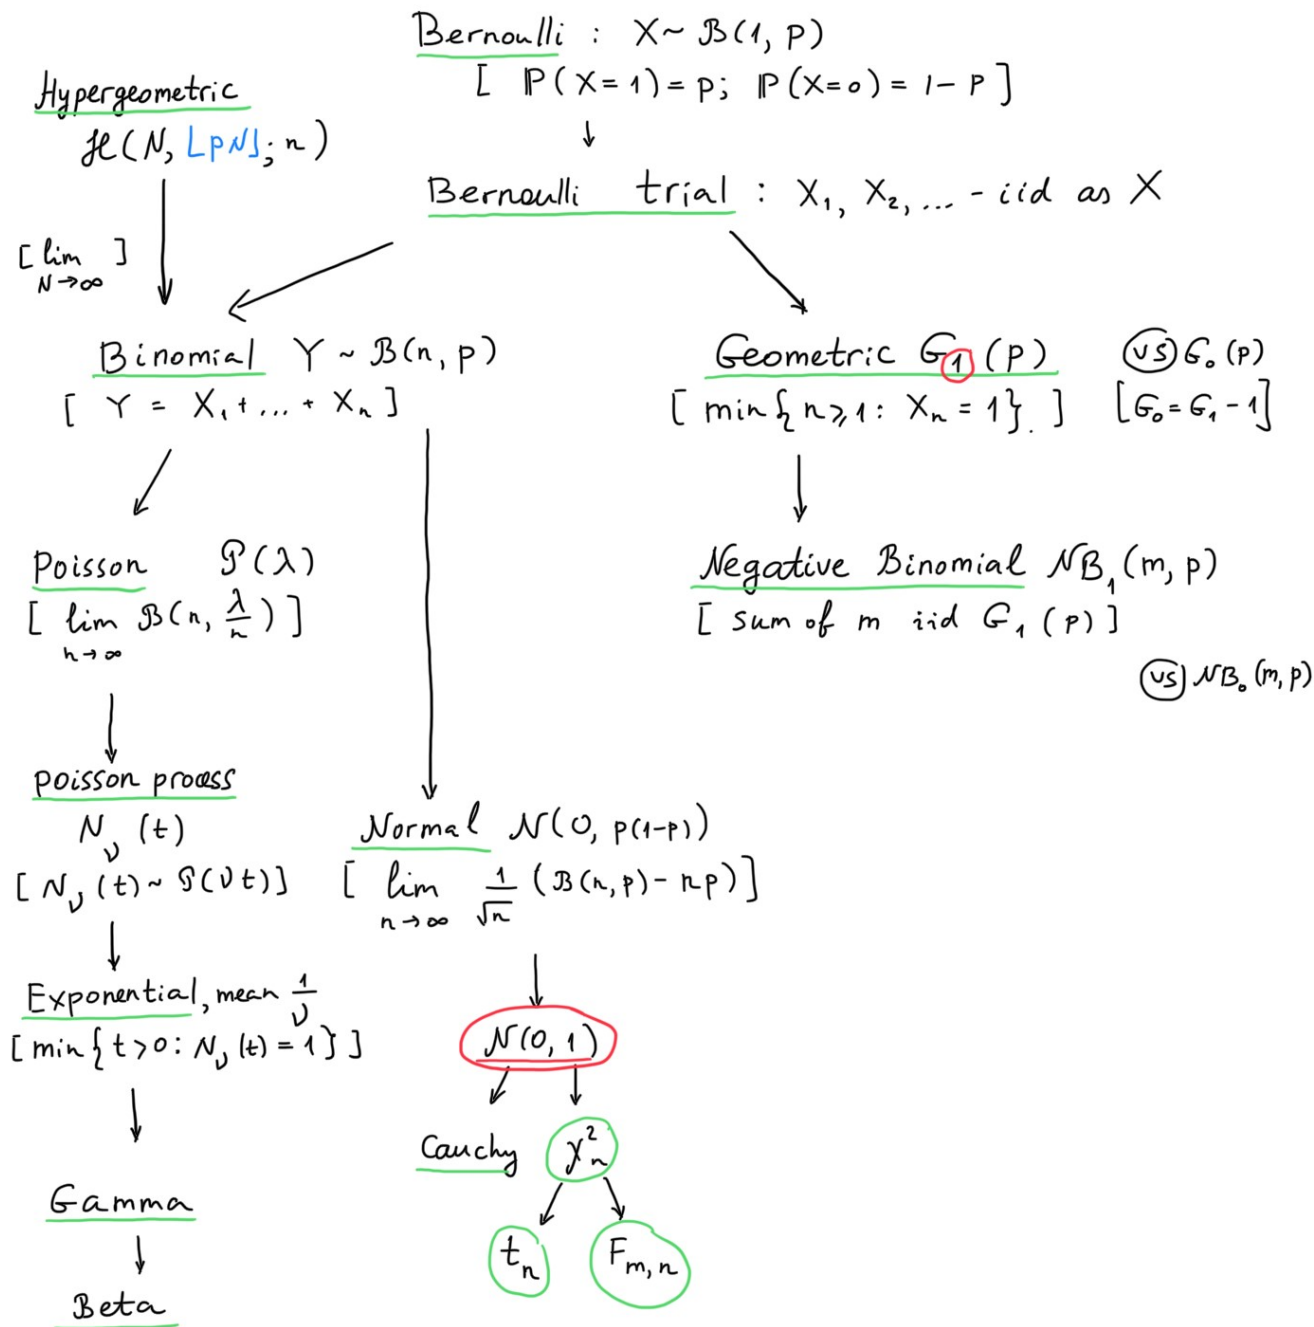 Bernoulli : X ~ B(1, p)
[ ℙ(X = 1) = p; ℙ(X = 0) = 1 - p ]
Hypergeometric
ℋ(N, ⌊pN⌋; n)
Bernoulli trial : X₁, X₂, ... - iid as X
[ lim ]
N→∞
Binomial Y ~ B(n, p)
[ Y = X₁ + ... + Xₙ ]
Geometric G₁(p)
[ min{n ⩾ 1 : Xₙ = 1}. ]
vs G₀(p)
[G₀ = G₁ - 1]
Poisson 𝒫(λ)
[ lim B(n, λ/n) ]
n→∞
Negative Binomial NB₁(m, p)
[ sum of m iid G₁(p) ]
vs NB₀(m, p)
Poisson process
N_ν(t)
[ N_ν(t) ~ 𝒫(νt) ]
Normal N(0, p(1-p))
[ lim 1/√n (B(n, p) - np) ]
n→∞
Exponential, mean 1/ν
[ min{t > 0 : N_ν(t) = 1} ]
N(0, 1)
Cauchy χ²ₙ
Gamma
tₙ F_{m, n}
Beta